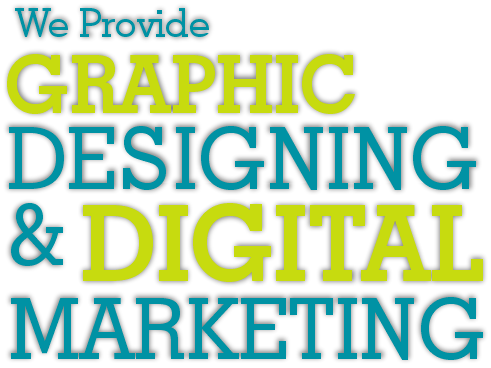 We Provide
GRAPHIC
DESIGNING
& DIGITAL
MARKETING